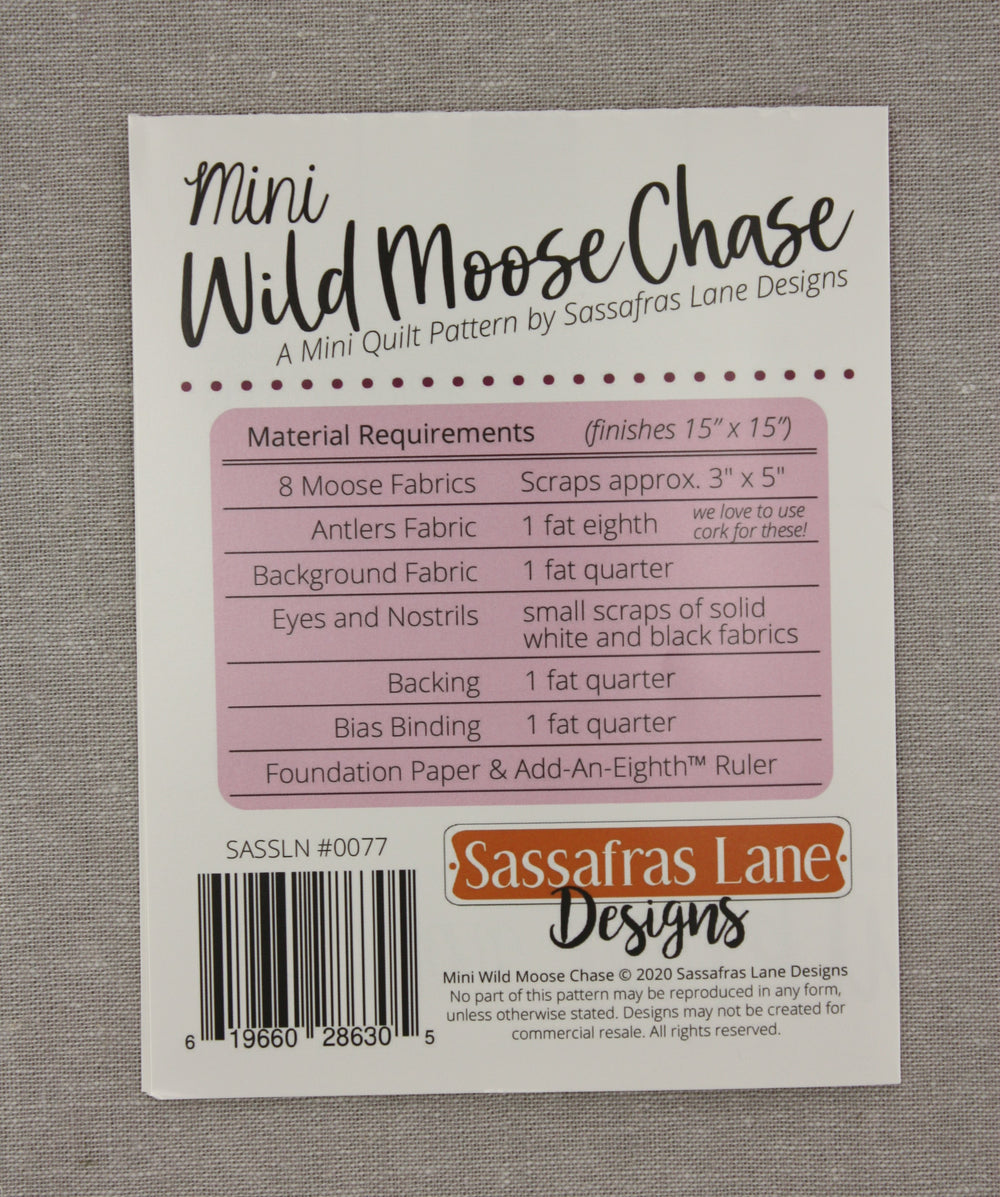 Mini
Wild Moose Chase
A Mini Quilt Pattern by Sassafras Lane Designs
Material Requirements (finishes 15" x 15")
8 Moose Fabrics Scraps approx. 3" x 5"
Antlers Fabric 1 fat eighth we love to use
cork for these!
Background Fabric 1 fat quarter
Eyes and Nostrils small scraps of solid
white and black fabrics
Backing 1 fat quarter
Bias Binding 1 fat quarter
Foundation Paper & Add-An-Eighth™ Ruler
SASSLN #0077
6 19660 28630 5
Sassafras Lane
Designs
Mini Wild Moose Chase © 2020 Sassafras Lane Designs
No part of this pattern may be reproduced in any form,
unless otherwise stated. Designs may not be created for
commercial resale. All rights reserved.